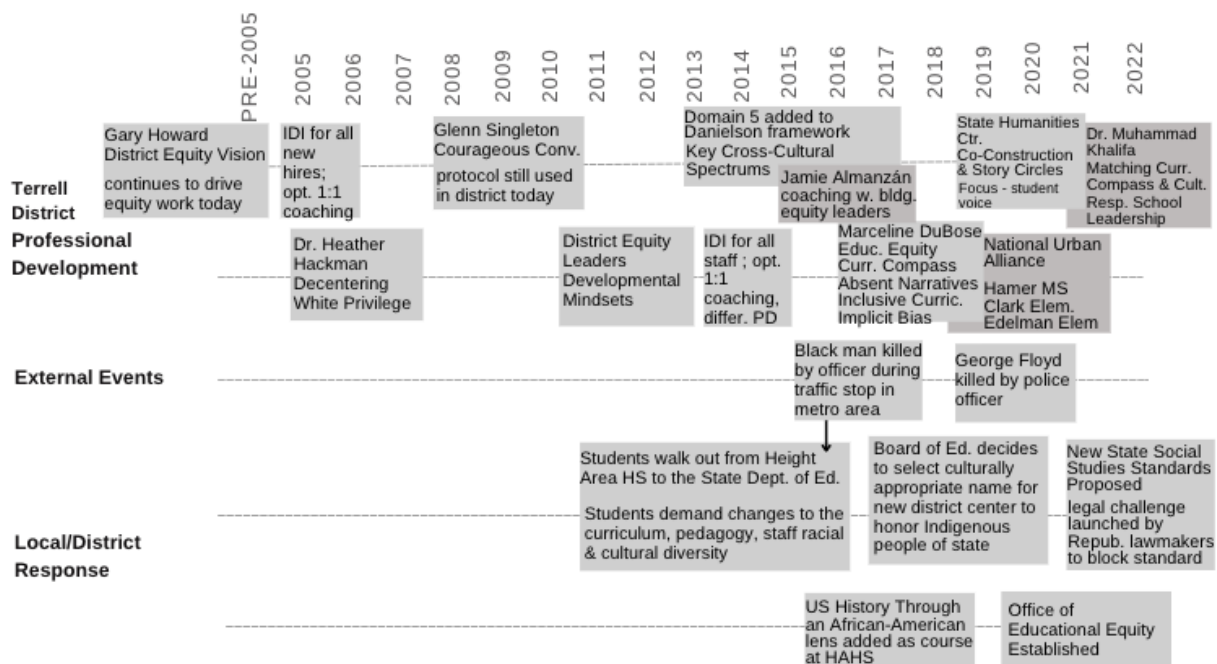 PRE-2005
2005
2006
2007
2008
2009
2010
2011
2012
2013
2014
2015
2016
2017
2018
2019
2020
2021
2022
Terrell
District
Professional
Development
Gary Howard
District Equity Vision
continues to drive
equity work today
IDI for all
new
hires;
opt. 1:1
coaching
Glenn Singleton
Courageous Conv.
protocol still used
in district today
Domain 5 added to
Danielson framework
Key Cross-Cultural
Spectrums
Jamie Almanzán
coaching w. bldg.
equity leaders
State Humanities
Ctr.
Co-Construction
& Story Circles
Focus - student
voice
Dr. Muhammad
Khalifa
Matching Curr.
Compass & Cult.
Resp. School
Leadership
Dr. Heather
Hackman
Decentering
White Privilege
District Equity
Leaders
Developmental
Mindsets
IDI for all
staff ; opt.
1:1
coaching,
differ. PD
Marceline DuBose
Educ. Equity
Curr. Compass
Absent Narratives
Inclusive Curric.
Implicit Bias
National Urban
Alliance
Hamer MS
Clark Elem.
Edelman Elem
External Events
Black man killed
by officer during
traffic stop in
metro area
George Floyd
killed by police
officer
Local/District
Response
Students walk out from Height
Area HS to the State Dept. of Ed.
Students demand changes to the
curriculum, pedagogy, staff racial
& cultural diversity
Board of Ed. decides
to select culturally
appropriate name for
new district center to
honor Indigenous
people of state
New State Social
Studies Standards
Proposed
legal challenge
launched by
Repub. lawmakers
to block standard
US History Through
an African-American
lens added as course
at HAHS
Office of
Educational Equity
Established